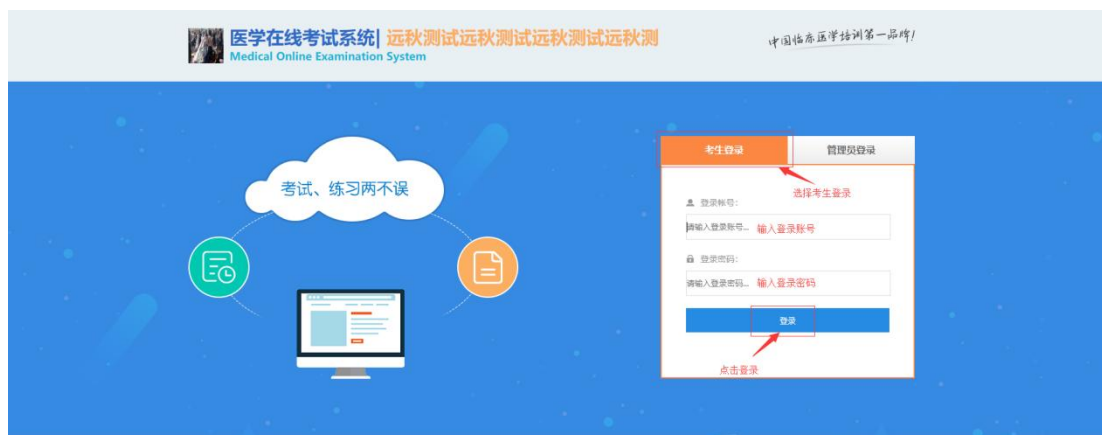 医学在线考试系统| 远秋测试远秋测试远秋测试远秋测
Medical Online Examination System
中国临床医学培训第一品牌!
考试、练习两不误
考生登录 管理员登录
选择考生登录
登录帐号:
请输入登录账号... 输入登录账号
登录密码:
请输入登录密码... 输入登录密码
登录
点击登录